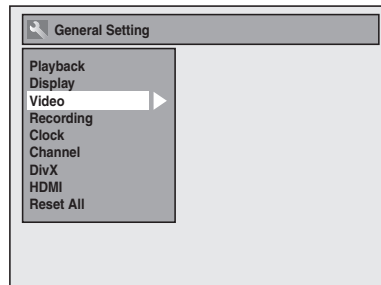 General Setting
Playback
Display
Video
Recording
Clock
Channel
DivX
HDMI
Reset All